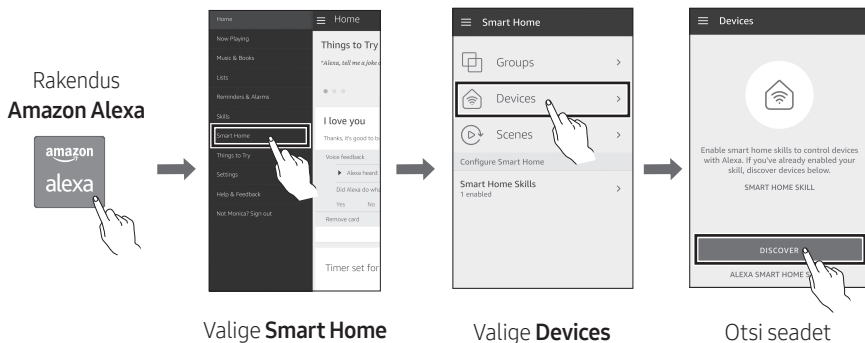 Rakendus
Amazon Alexa
amazon
alexa
Home
Now Playing
Music & Books
Lists
Reminders & Alarms
Skills
Smart Home
Things to Try
Settings
Help & Feedback
Not Monica? Sign out
Home
Things to Try
"Alexa, tell me a joke
I love you
Thanks, it's good to b
Voice feedback
Alexa heard
Did Alexa do wha
Yes No
Remove card
Timer set for
Valige Smart Home
Smart Home
Groups
Devices
Scenes
Configure Smart Home
Smart Home Skills
1 enabled
Valige Devices
Devices
Enable smart home skills to control devices
with Alexa. If you've already enabled your
skill, discover devices below.
SMART HOME SKILL
DISCOVER
ALEXA SMART HOME S
Otsi seadet